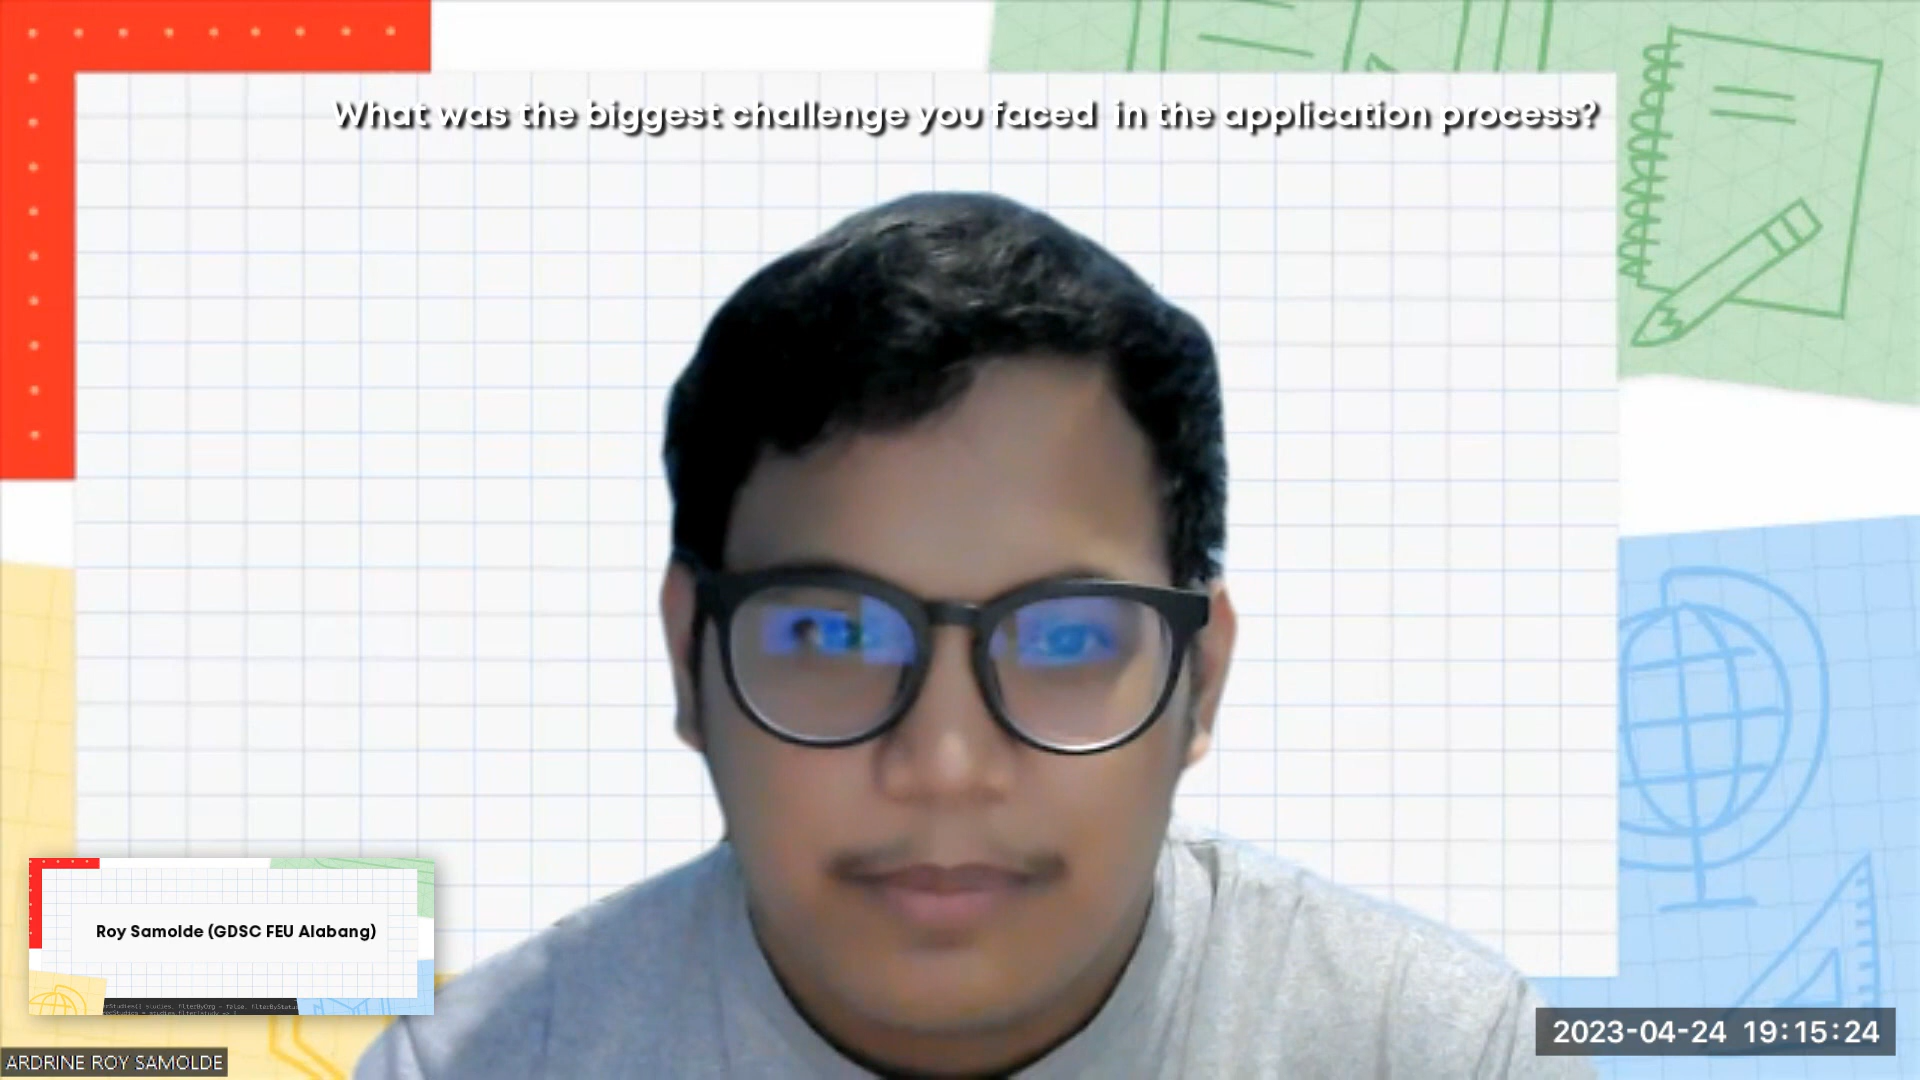 What was the biggest challenge you faced in the application process?
Roy Samolde (GDSC FEU Alabang)
ARDRINE ROY SAMOLDE
2023-04-24 19:15:24